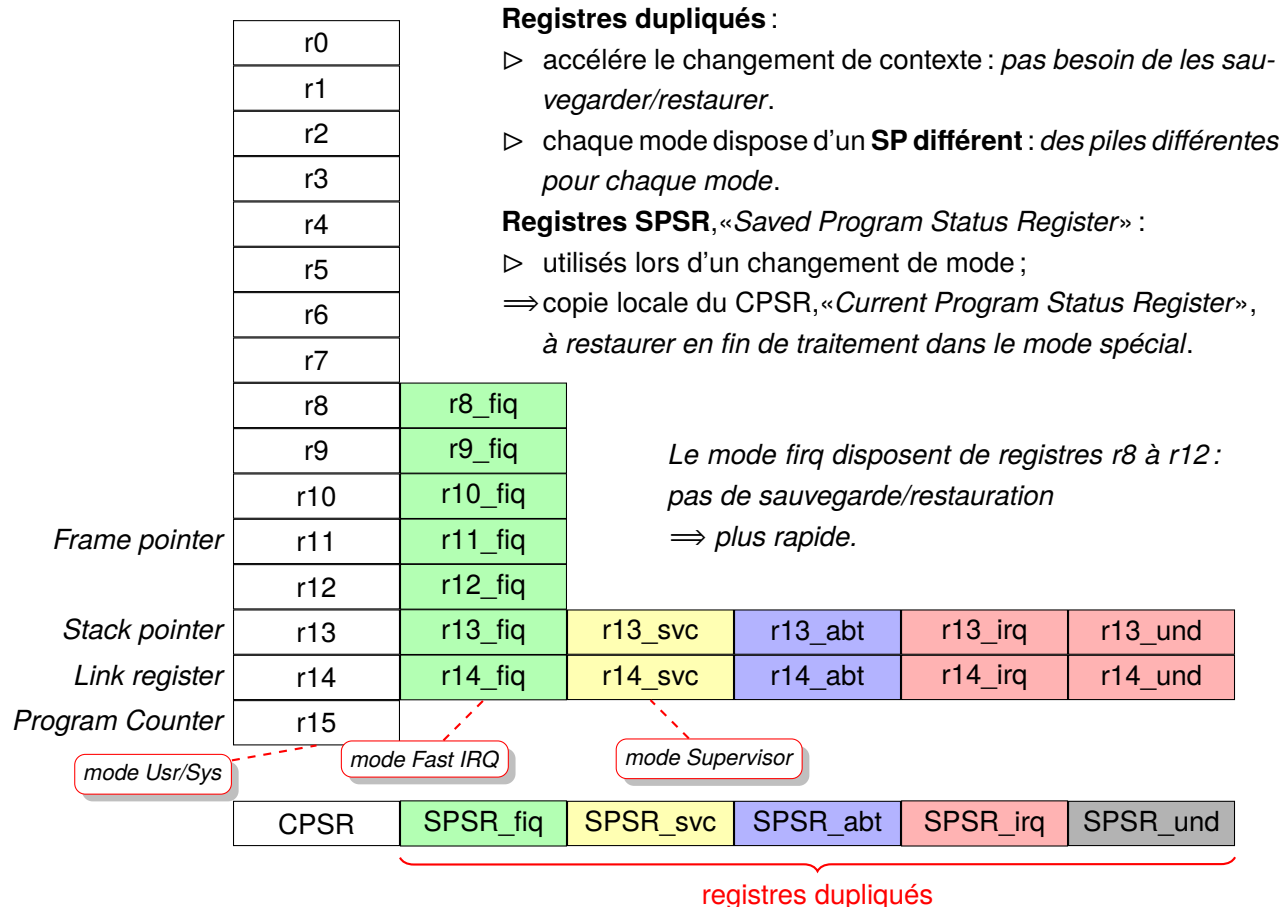 Registres dupliqués :
▷ accélére le changement de contexte : pas besoin de les sau-
vegarder/restaurer.
▷ chaque mode dispose d'un SP différent : des piles différentes
pour chaque mode.
Registres SPSR,«Saved Program Status Register» :
▷ utilisés lors d'un changement de mode ;
⟹ copie locale du CPSR,«Current Program Status Register»,
à restaurer en fin de traitement dans le mode spécial.
r0
r1
r2
r3
r4
r5
r6
r7
r8 r8_fiq
r9 r9_fiq
r10 r10_fiq
Frame pointer r11 r11_fiq
r12 r12_fiq
Le mode firq disposent de registres r8 à r12 :
pas de sauvegarde/restauration
⟹ plus rapide.
Stack pointer r13 r13_fiq r13_svc r13_abt r13_irq r13_und
Link register r14 r14_fiq r14_svc r14_abt r14_irq r14_und
Program Counter r15
mode Usr/Sys mode Fast IRQ mode Supervisor
CPSR SPSR_fiq SPSR_svc SPSR_abt SPSR_irq SPSR_und
registres dupliqués